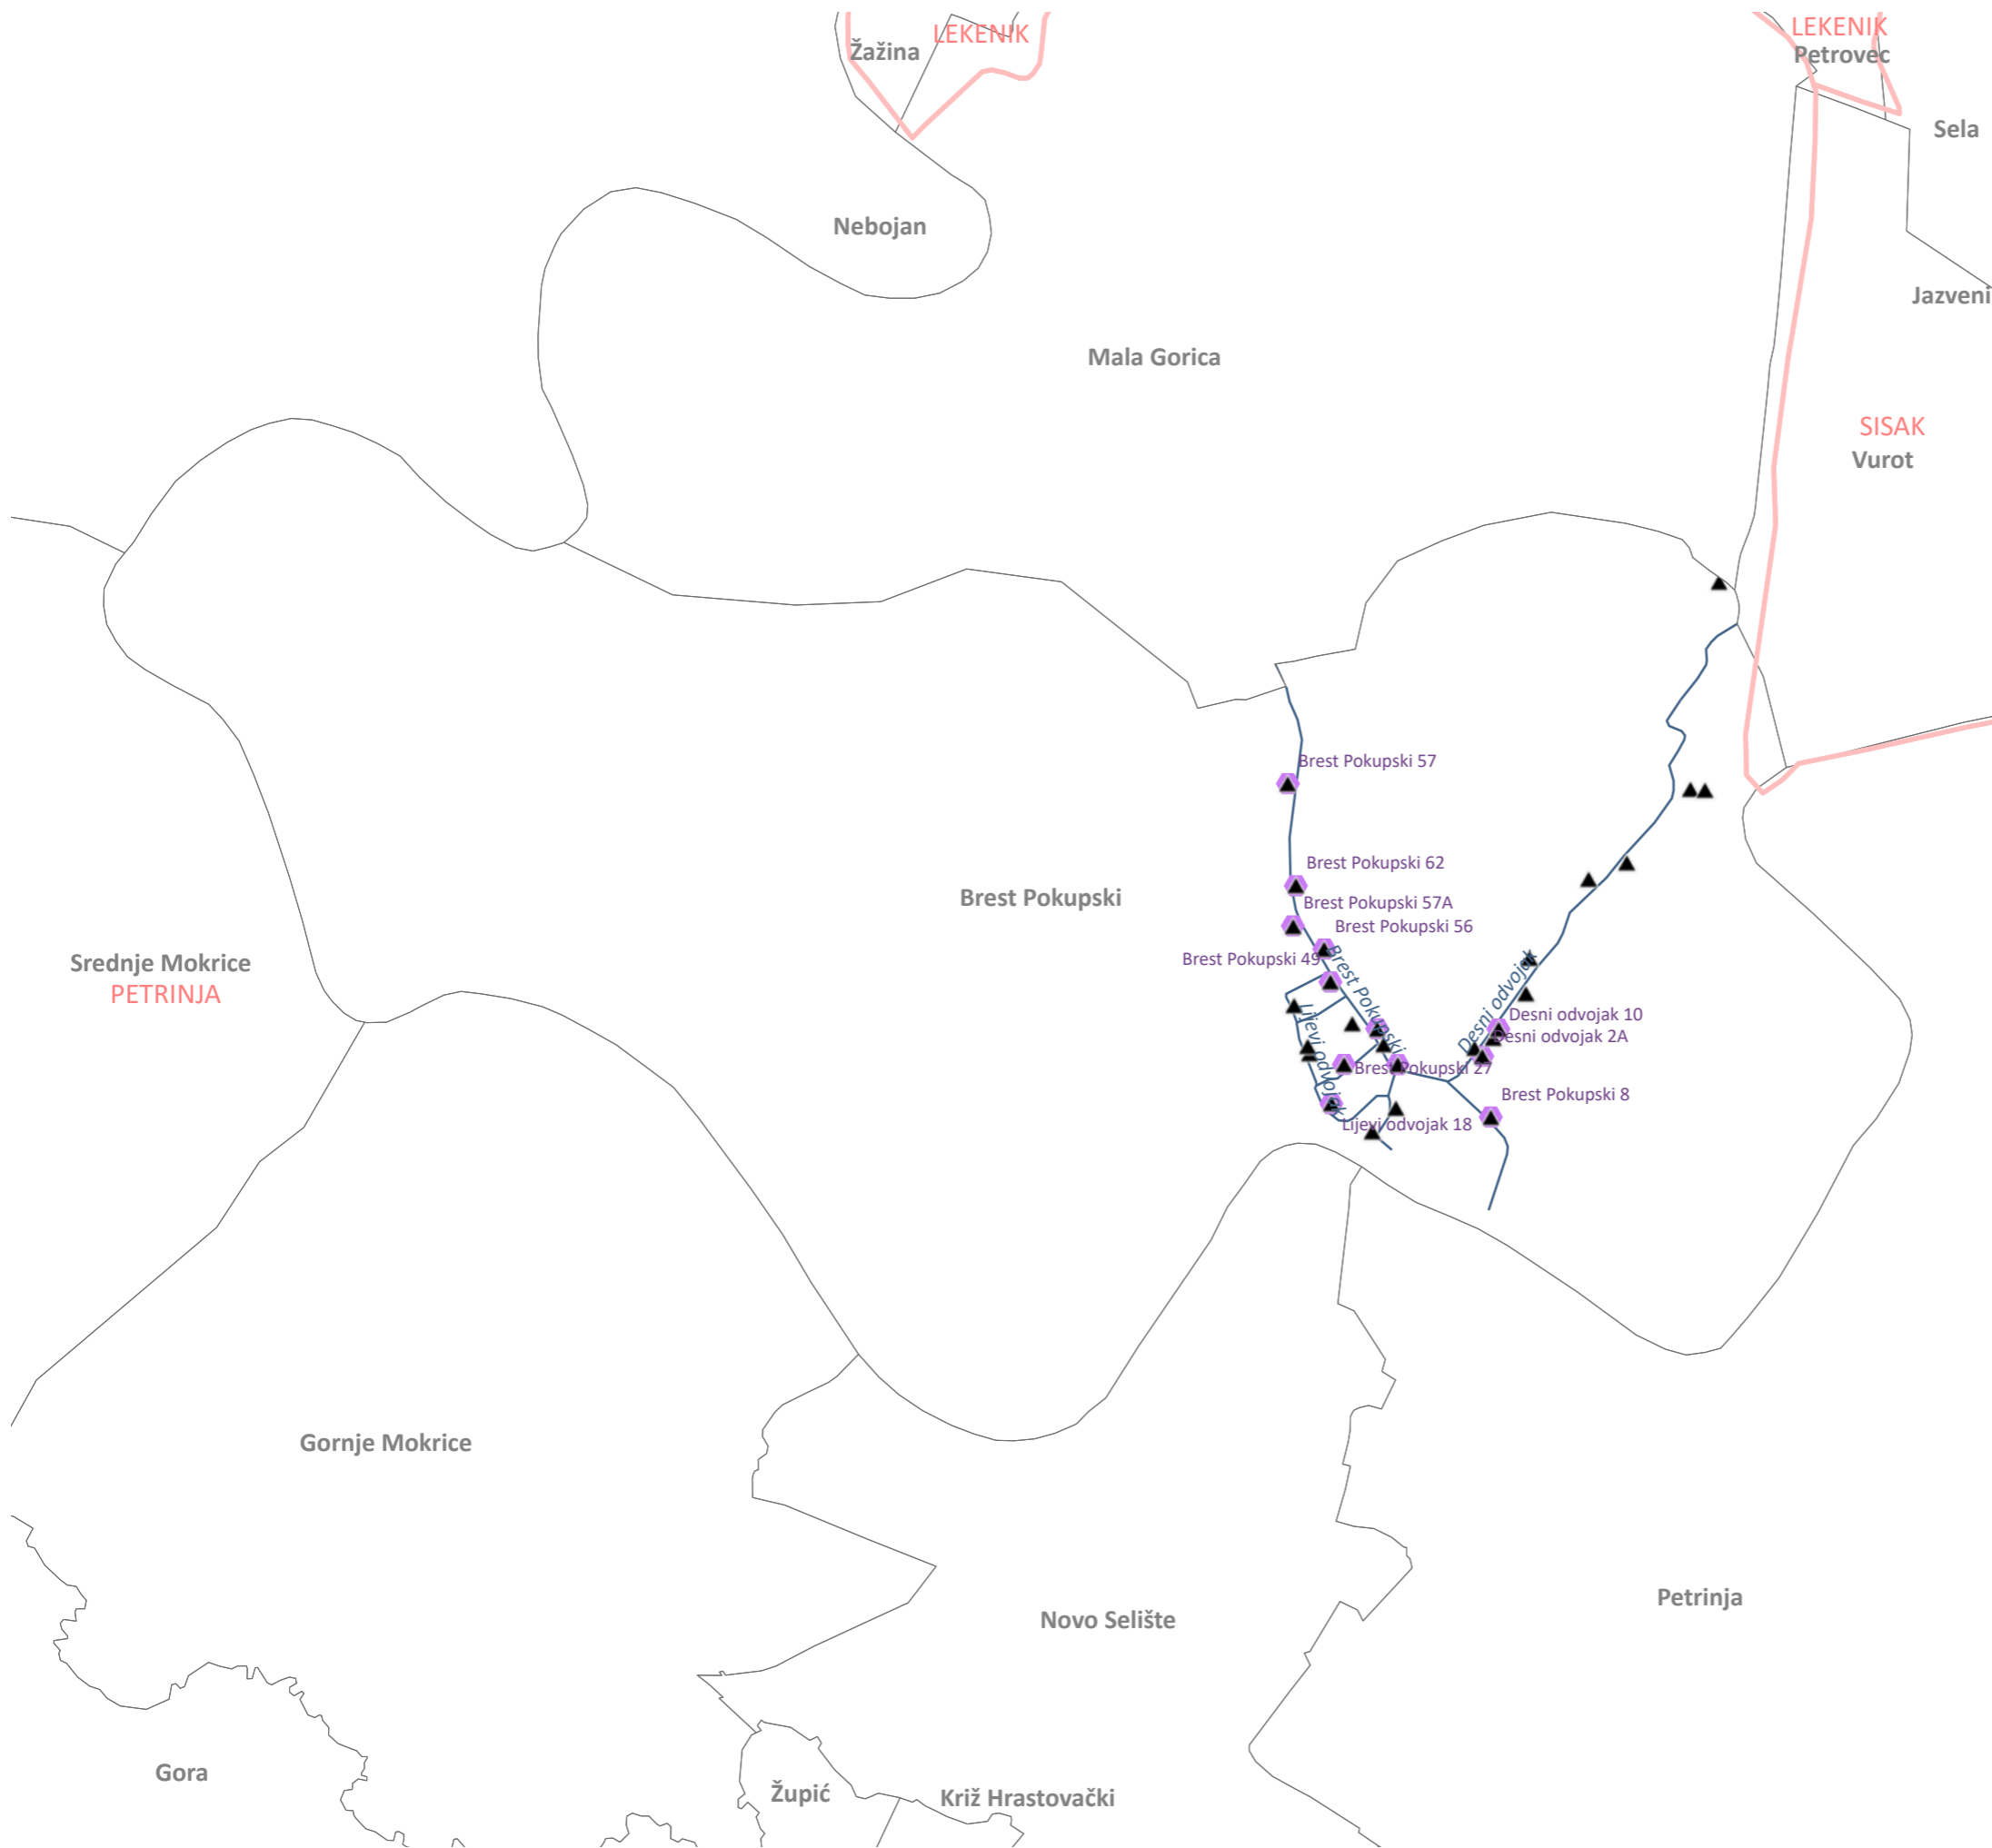 LEKENIK
Žažina
LEKENIK
Petrovec
Sela
Nebojan
Jazveni
Mala Gorica
SISAK
Vurot
Brest Pokupski 57
Brest Pokupski 62
Brest Pokupski
Brest Pokupski 57A
Brest Pokupski 56
Brest Pokupski 49
Brest Pokupski
Desni odvojak
Srednje Mokrice
PETRINJA
Lijevi odvojak
Desni odvojak 10
Desni odvojak 2A
Brest Pokupski 27
Brest Pokupski 8
Lijevi odvojak 18
Gornje Mokrice
Novo Selište
Petrinja
Gora
Župić
Križ Hrastovački